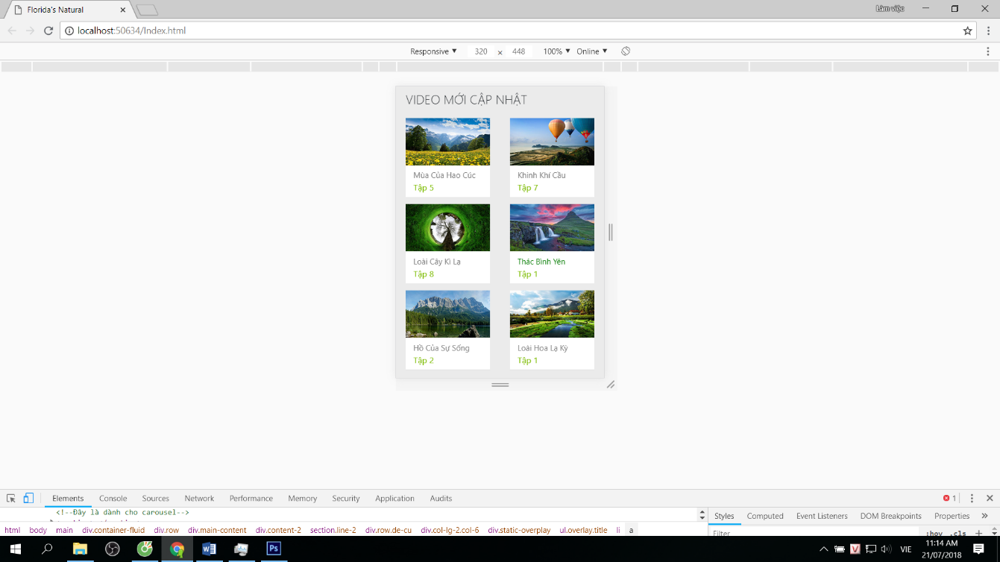 Florida's Natural
Làm việc
localhost:50634/Index.html
Responsive 320 x 448 100% Online
VIDEO MỚI CẬP NHẬT
Mùa Của Hao Cúc
Tập 5
Khinh Khí Cầu
Tập 7
Loài Cây Kì Lạ
Tập 8
Thác Bình Yên
Tập 1
Hồ Của Sự Sống
Tập 2
Loài Hoa Lạ Kỳ
Tập 1
Elements Console Sources Network Performance Memory Security Application Audits 1
<!--Đây là dành cho carousel-->
html body main div.container-fluid div.row div.main-content div.content-2 section.line-2 div.row.de-cu div.col-lg-2.col-6 div.static-overplay ul.overlay.title li a
Styles Computed Event Listeners DOM Breakpoints Properties »
Filter :hov .cls +
VIE
11:14 AM
21/07/2018